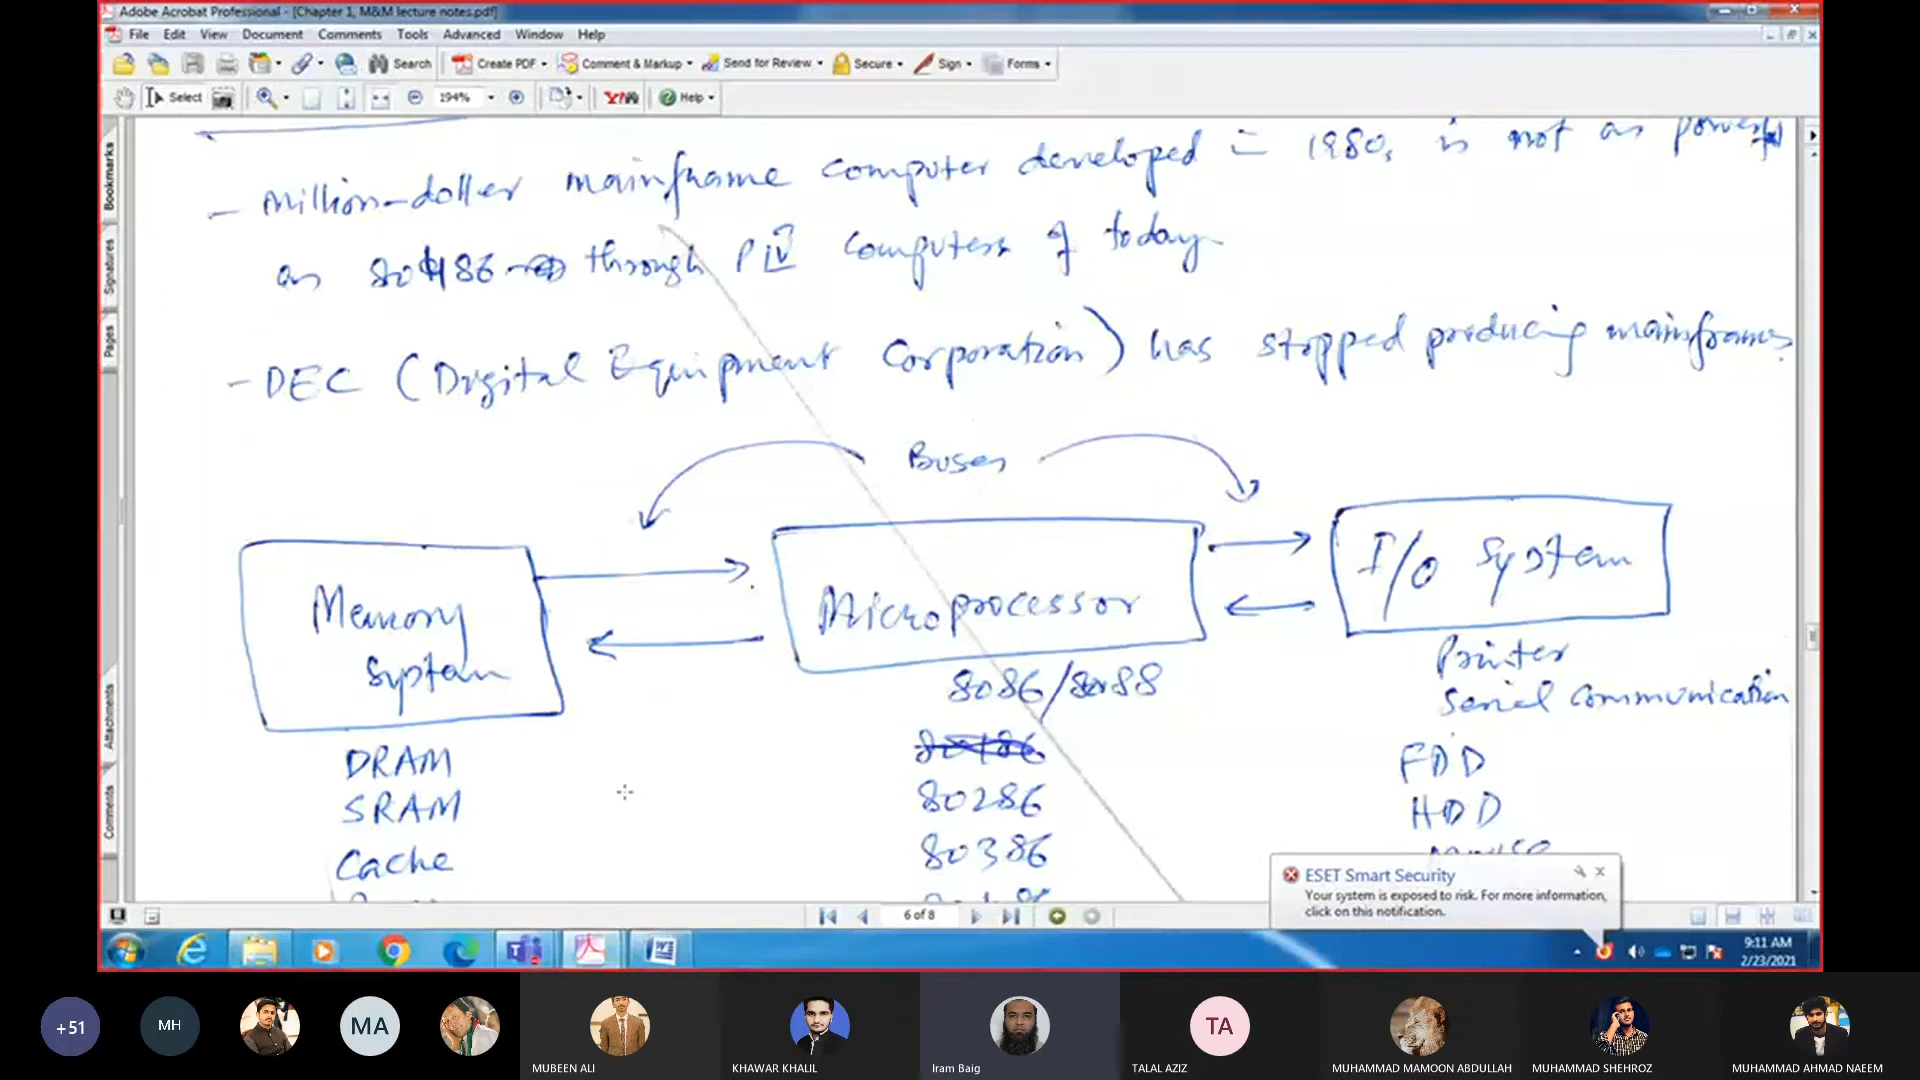 Adobe Acrobat Professional - [Chapter 1, M&M lecture notes.pdf]
File Edit View Document Comments Tools Advanced Window Help
Search Create PDF Comment & Markup Send for Review Secure Sign Forms
Select 194% Help
Bookmarks
Signatures
Pages
Attachments
Comments
- Million-doller mainframe computer developed in 1980, is not as
as 80486 through PIV computers of today
- DEC (Digital Equipment Corporation) has stopped producing mainframes.
Buses
Memory
System
Microprocessor
I/O System
8086/8088
Printer
Serial Communication
DRAM
SRAM
Cache
80286
80386
FDD
HDD
ESET Smart Security
Your system is exposed to risk. For more information,
click on this notification.
6 of 8
9:11 AM
2/23/2021
+51
MH
MA
TA
MUBEEN ALI
KHAWAR KHALIL
Iram Baig
TALAL AZIZ
MUHAMMAD MAMOON ABDULLAH
MUHAMMAD SHEHROZ
MUHAMMAD AHMAD NAEEM